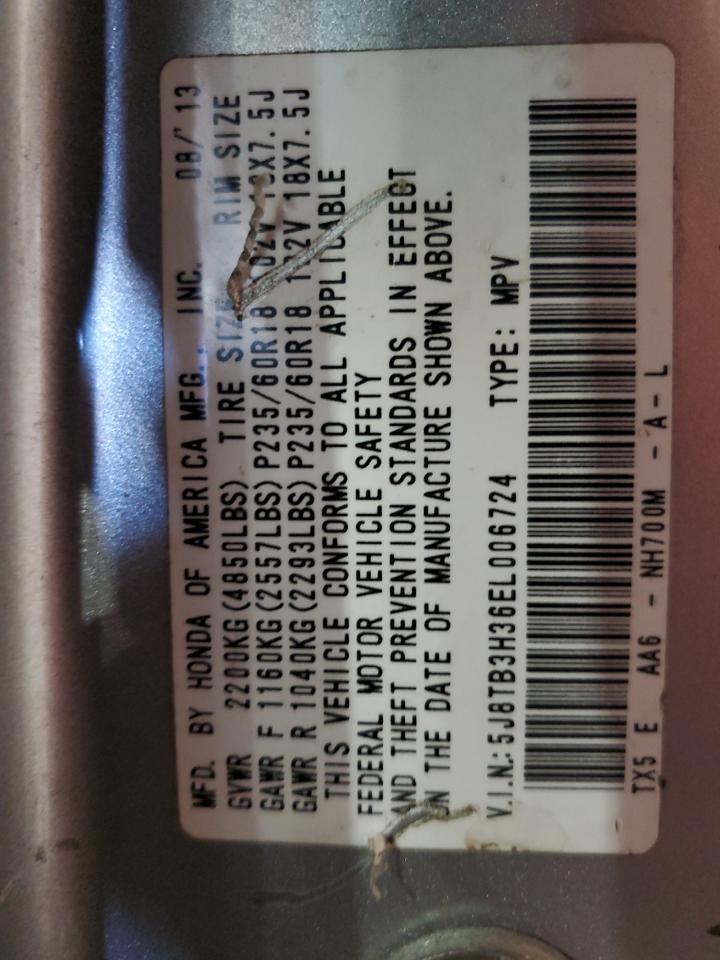 MFD. BY HONDA OF AMERICA MFG., INC. 08/'13
GVWR 2200KG(4850LBS) TIRE SIZE RIM SIZE
GAWR F 1160KG(2557LBS) P235/60R18 102V 18X7.5J
GAWR R 1040KG(2293LBS) P235/60R18 102V 18X7.5J
THIS VEHICLE CONFORMS TO ALL APPLICABLE
FEDERAL MOTOR VEHICLE SAFETY
AND THEFT PREVENTION STANDARDS IN EFFECT
ON THE DATE OF MANUFACTURE SHOWN ABOVE.
V.I.N.: 5J8TB3H36EL006724 TYPE: MPV
TX5 E AA6 - NH700M - A - L